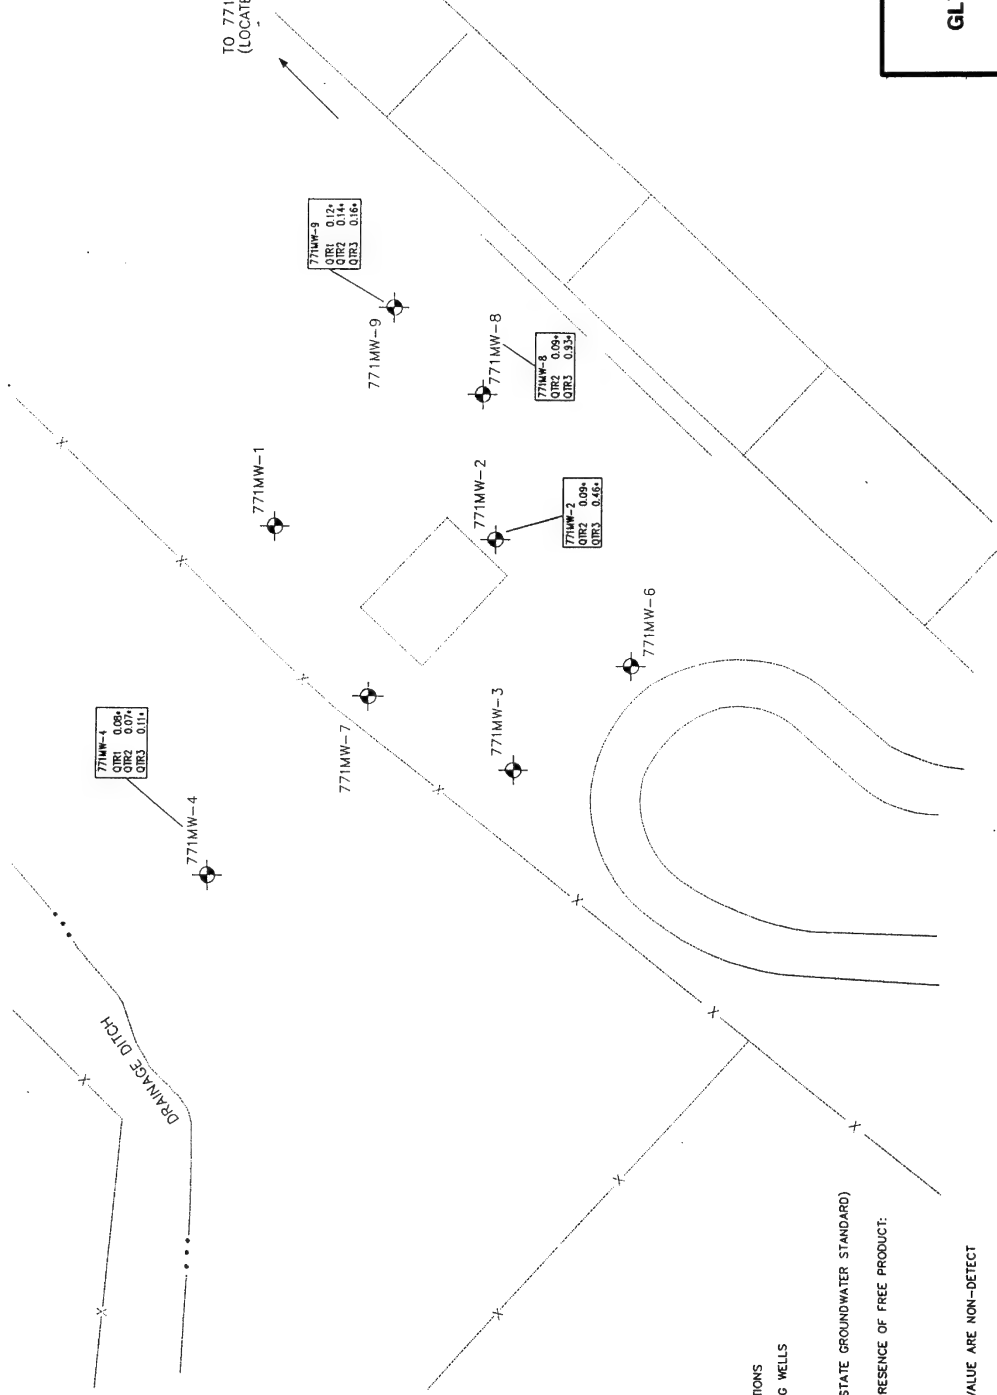 TO 771
(LOCATE
771MW-9
QTR1 0.12*
QTR2 0.14*
QTR3 0.16*
771MW-9
771MW-8
771MW-8
QTR2 0.09*
QTR3 0.93*
771MW-1
771MW-2
771MW-2
QTR2 0.09*
QTR3 0.46*
771MW-6
771MW-7
771MW-3
771MW-4
QTR1 0.08*
QTR2 0.07*
QTR3 0.11*
771MW-4
DRAINAGE DITCH
TIONS
G WELLS
STATE GROUNDWATER STANDARD)
RESENCE OF FREE PRODUCT:
VALUE ARE NON-DETECT
GL